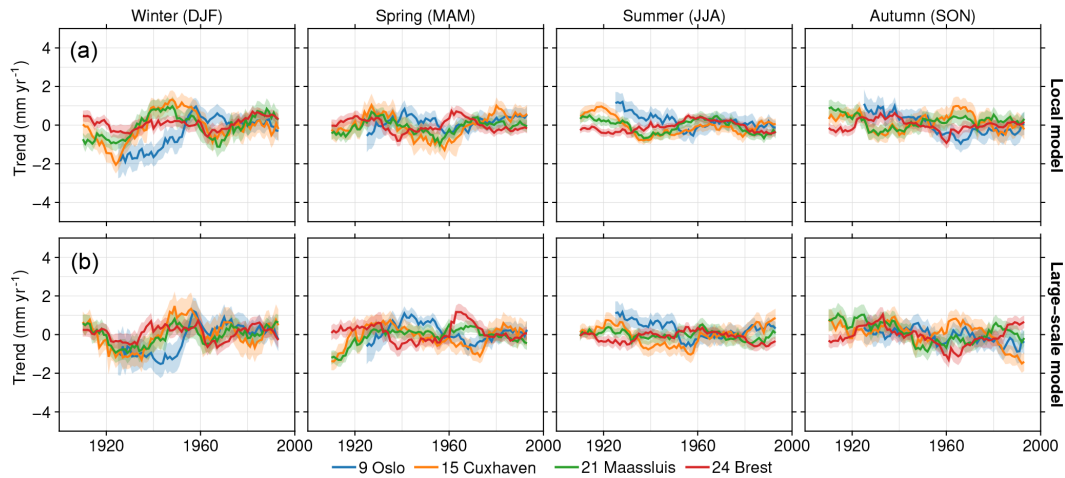 Winter (DJF) Spring (MAM) Summer (JJA) Autumn (SON)
(a)
4
2
0
−2
−4
Trend (mm yr⁻¹)
Local model
(b)
4
2
0
−2
−4
Trend (mm yr⁻¹)
Large−scale model
1920 1960 2000 1920 1960 2000 1920 1960 2000 1920 1960 2000
9 Oslo 15 Cuxhaven 21 Maassluis 24 Brest